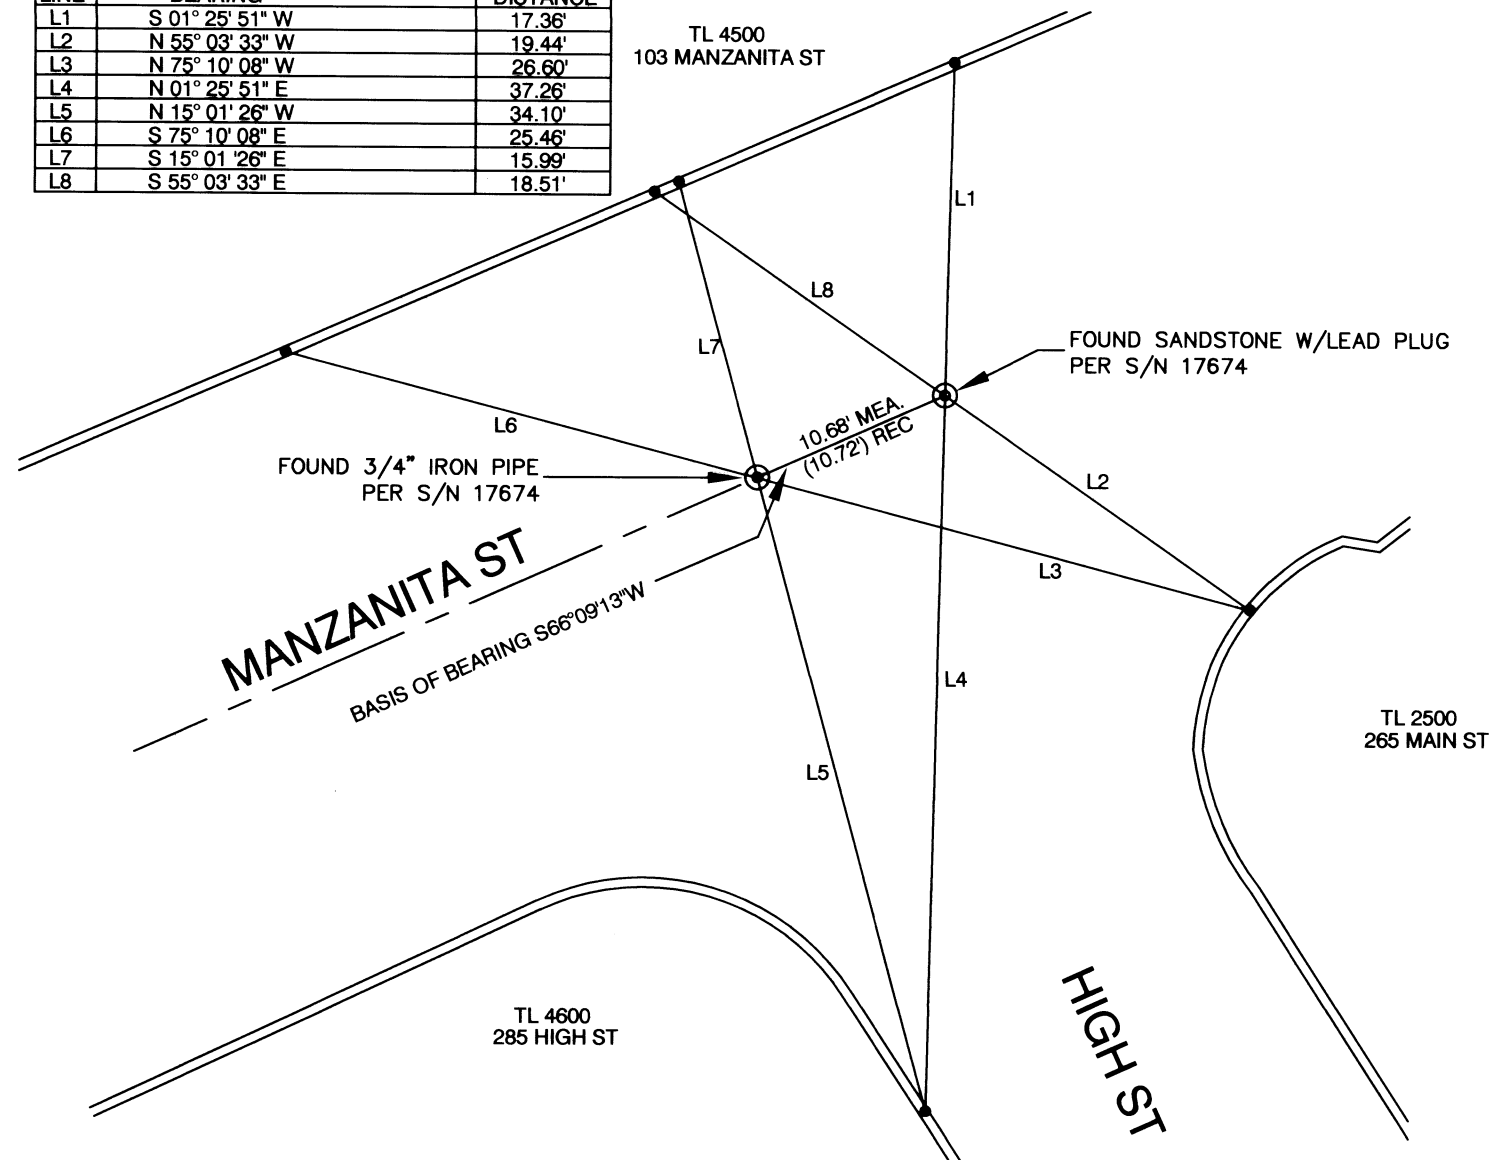 LINE BEARING DISTANCE
L1 S 01° 25' 51" W 17.36'
L2 N 55° 03' 33" W 19.44'
L3 N 75° 10' 08" W 26.60'
L4 N 01° 25' 51" E 37.26'
L5 N 15° 01' 26" W 34.10'
L6 S 75° 10' 08" E 25.46'
L7 S 15° 01 '26" E 15.99'
L8 S 55° 03' 33" E 18.51'
TL 4500
103 MANZANITA ST
L1
L8
L7
FOUND SANDSTONE W/LEAD PLUG
PER S/N 17674
10.68' MEA.
(10.72') REC
L6
FOUND 3/4" IRON PIPE
PER S/N 17674
L2
L3
MANZANITA ST
BASIS OF BEARING S66°09'13"W
L4
L5
TL 2500
265 MAIN ST
TL 4600
285 HIGH ST
HIGH ST